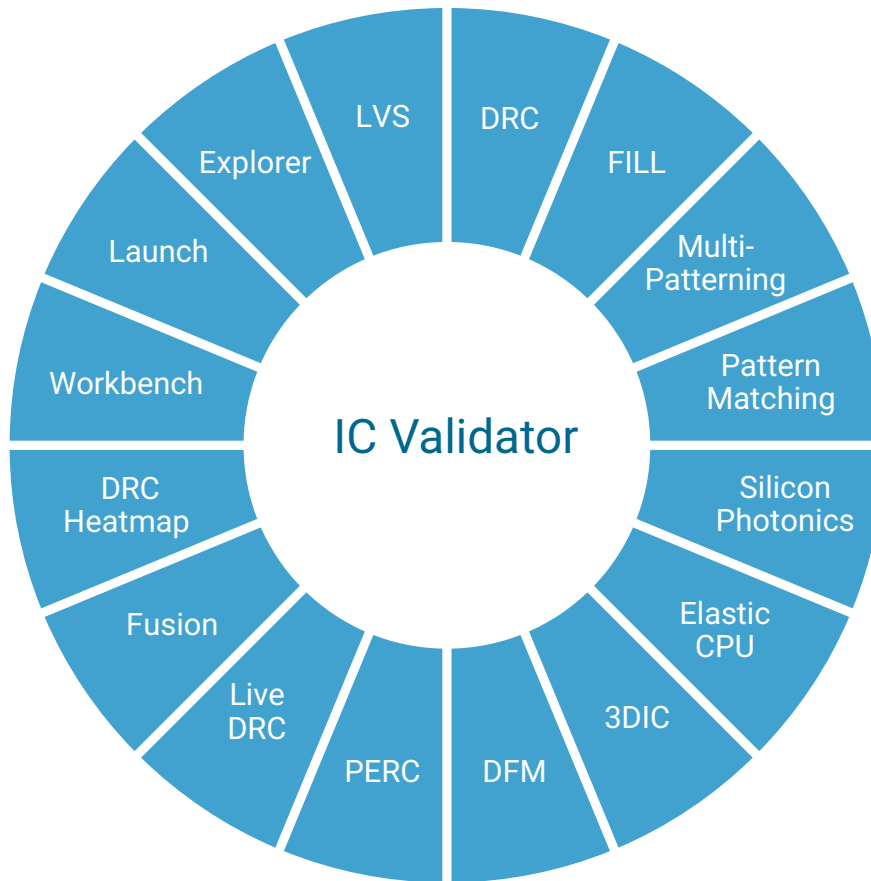 LVS
DRC
FILL
Multi-
Patterning
Pattern
Matching
Silicon
Photonics
Elastic
CPU
3DIC
DFM
PERC
Live
DRC
Fusion
DRC
Heatmap
Workbench
Launch
Explorer
IC Validator